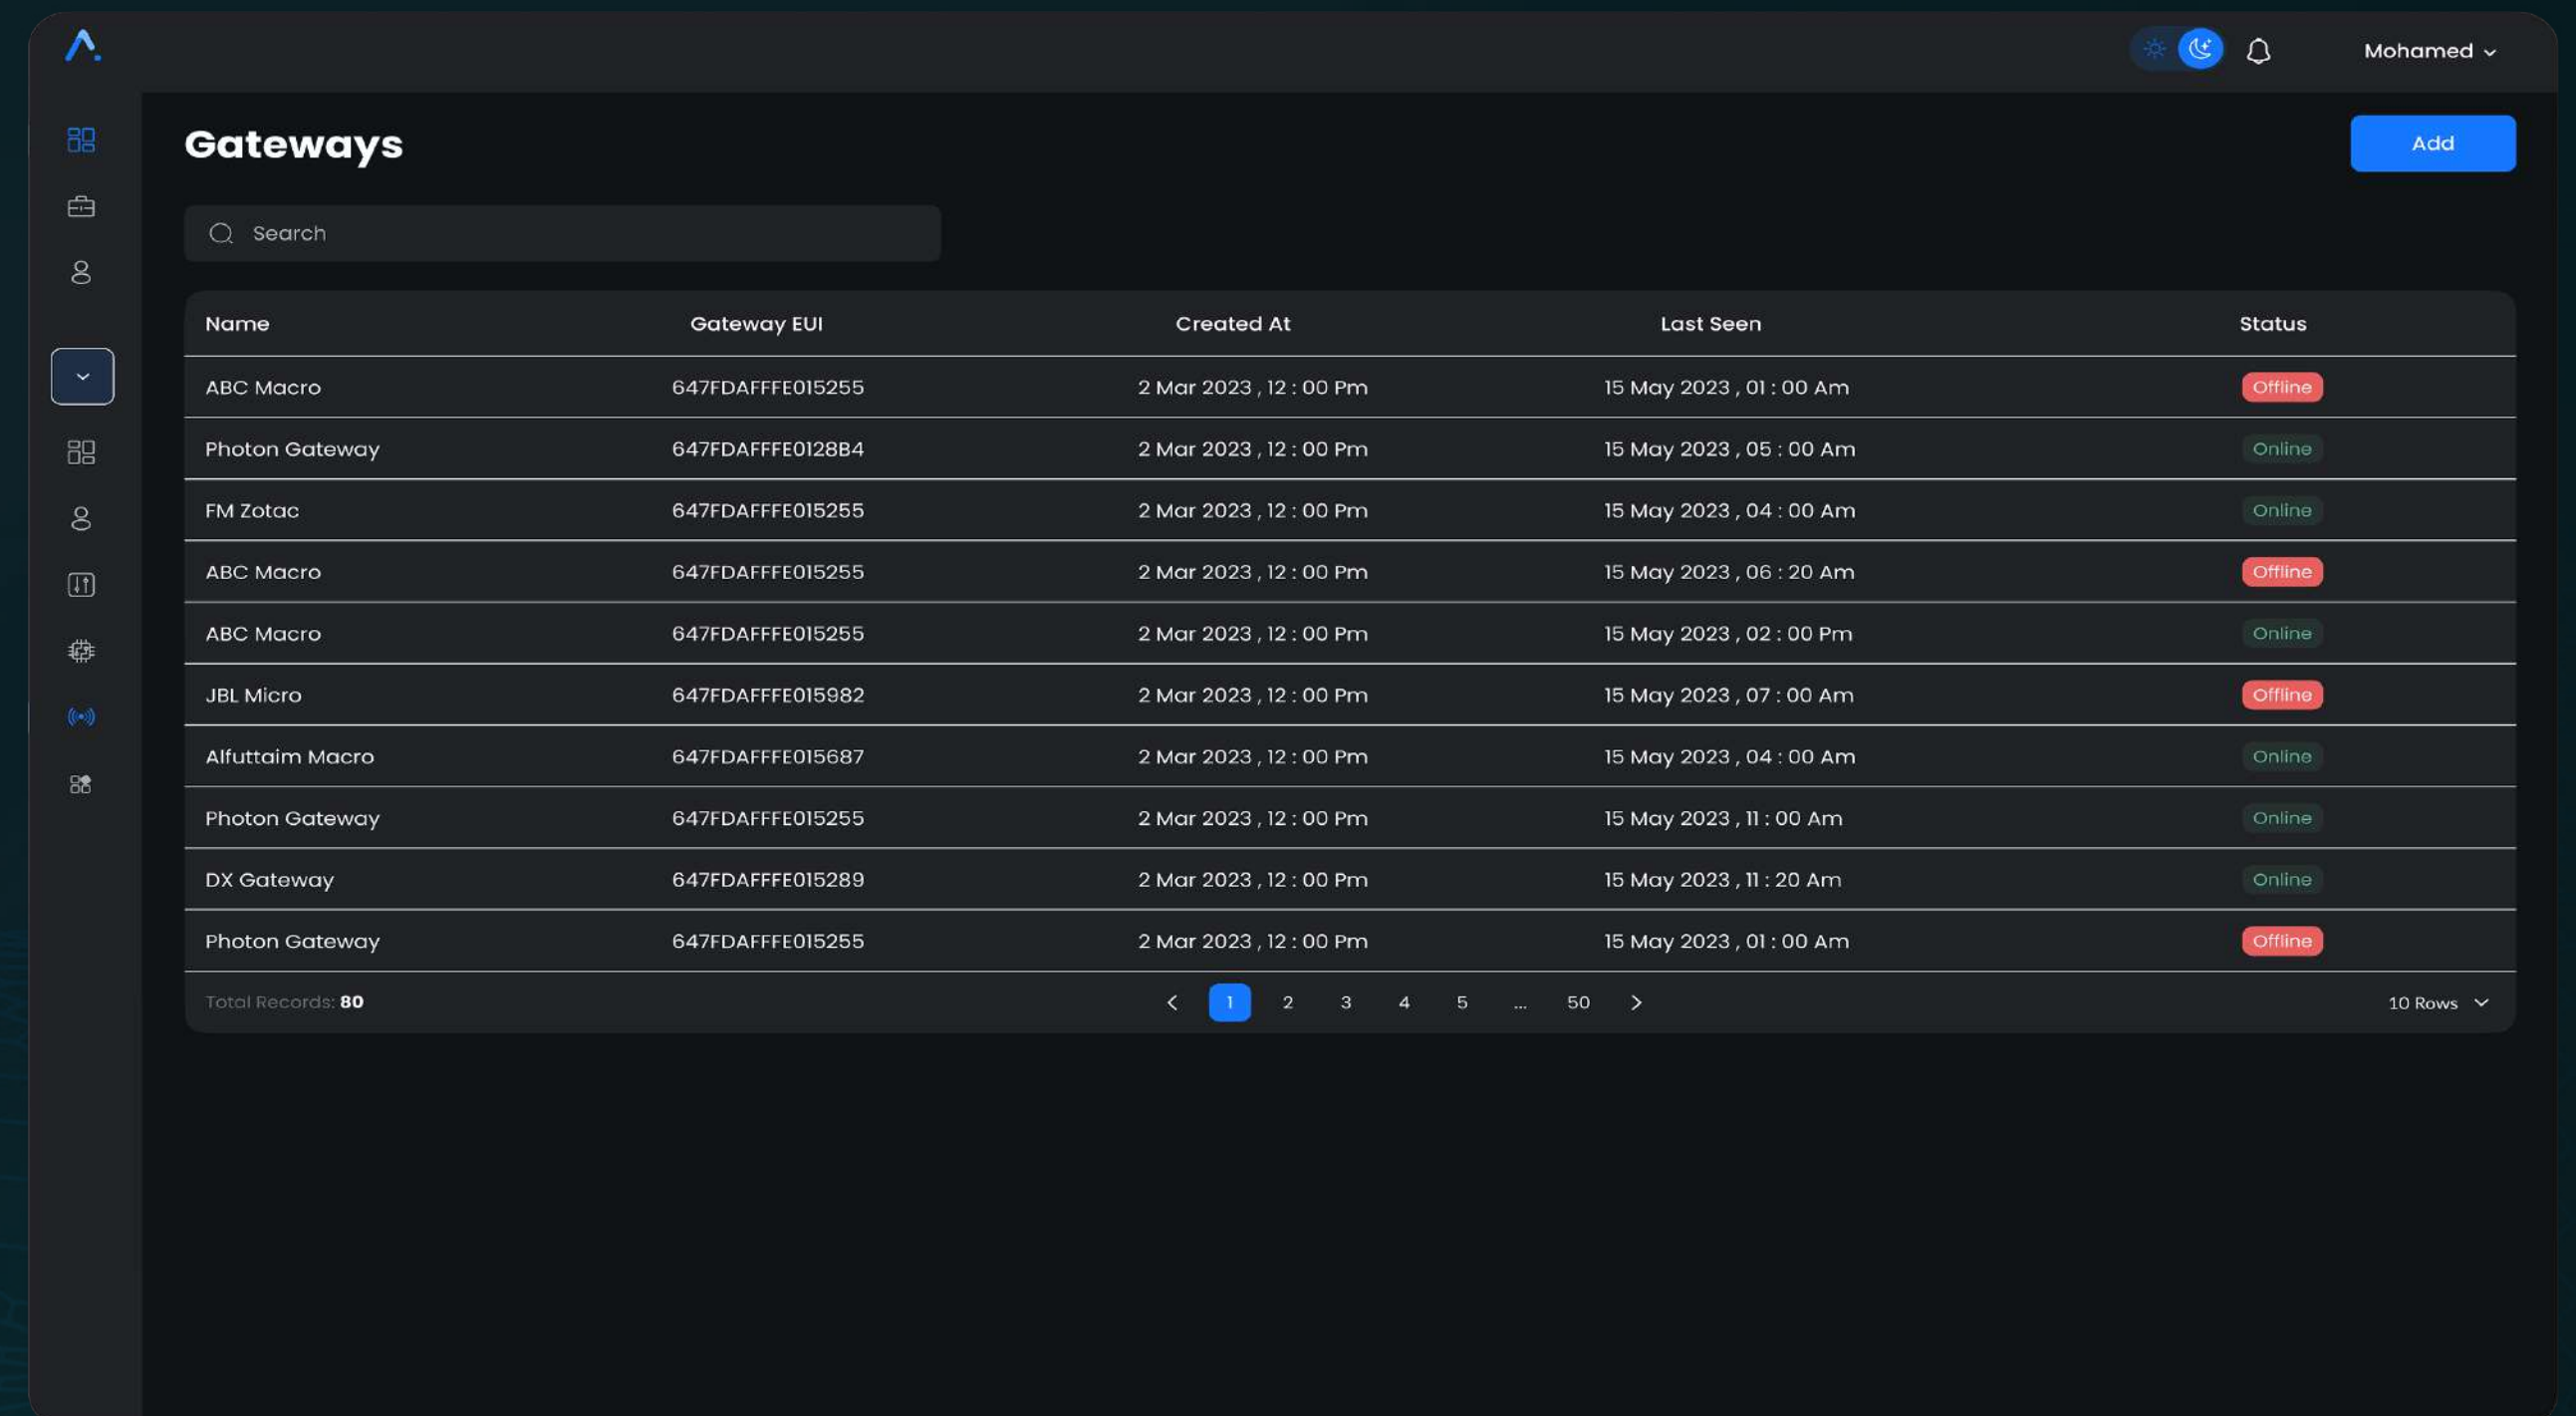 Mohamed
Gateways
Add
Search
Name Gateway EUI Created At Last Seen Status
ABC Macro 647FDAFFFE015255 2 Mar 2023 , 12 : 00 Pm 15 May 2023 , 01 : 00 Am Offline
Photon Gateway 647FDAFFFE0128B4 2 Mar 2023 , 12 : 00 Pm 15 May 2023 , 05 : 00 Am Online
FM Zotac 647FDAFFFE015255 2 Mar 2023 , 12 : 00 Pm 15 May 2023 , 04 : 00 Am Online
ABC Macro 647FDAFFFE015255 2 Mar 2023 , 12 : 00 Pm 15 May 2023 , 06 : 20 Am Offline
ABC Macro 647FDAFFFE015255 2 Mar 2023 , 12 : 00 Pm 15 May 2023 , 02 : 00 Pm Online
JBL Micro 647FDAFFFE015982 2 Mar 2023 , 12 : 00 Pm 15 May 2023 , 07 : 00 Am Offline
Alfuttaim Macro 647FDAFFFE015687 2 Mar 2023 , 12 : 00 Pm 15 May 2023 , 04 : 00 Am Online
Photon Gateway 647FDAFFFE015255 2 Mar 2023 , 12 : 00 Pm 15 May 2023 , 11 : 00 Am Online
DX Gateway 647FDAFFFE015289 2 Mar 2023 , 12 : 00 Pm 15 May 2023 , 11 : 20 Am Online
Photon Gateway 647FDAFFFE015255 2 Mar 2023 , 12 : 00 Pm 15 May 2023 , 01 : 00 Am Offline
Total Records: 80 < 1 2 3 4 5 ... 50 > 10 Rows